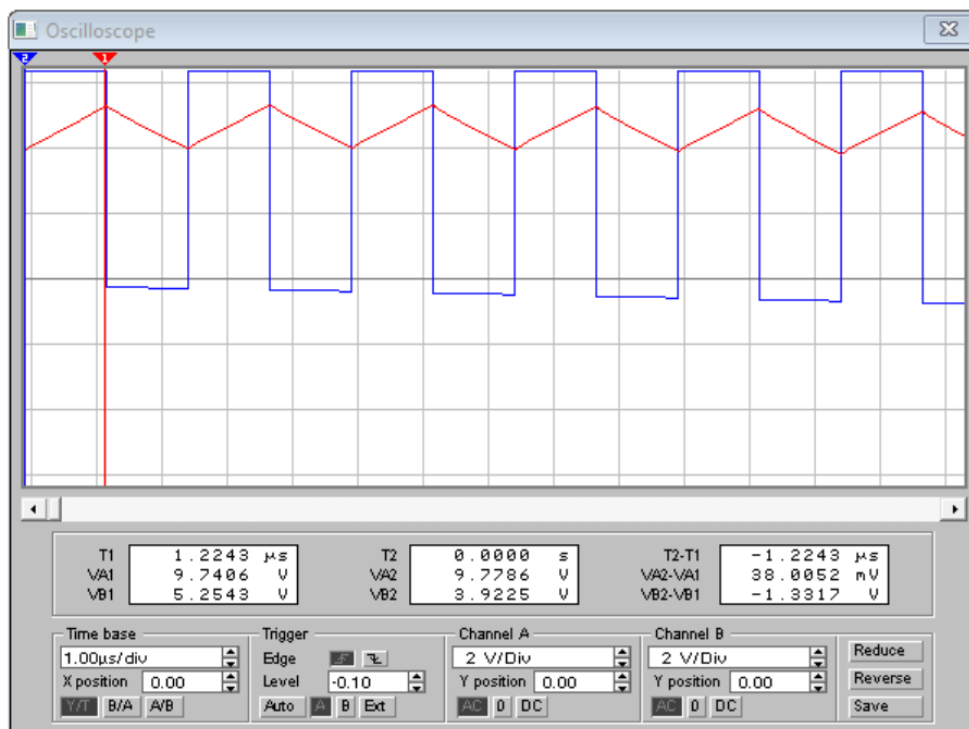 Oscilloscope
2 1
T1 1.2243 µs T2 0.0000 s T2-T1 -1.2243 µs
VA1 9.7406 V VA2 9.7786 V VA2-VA1 38.0052 mV
VB1 5.2543 V VB2 3.9225 V VB2-VB1 -1.3317 V
Time base Trigger Channel A Channel B
1.00µs/div Edge 2 V/Div 2 V/Div Reduce
X position 0.00 Level -0.10 Y position 0.00 Y position 0.00 Reverse
Y/T B/A A/B Auto A B Ext AC 0 DC AC 0 DC Save